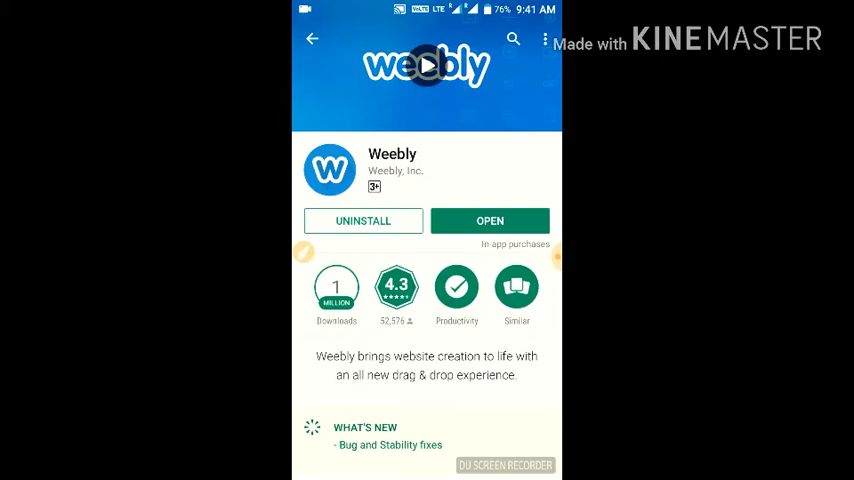 VoLTE LTE R R 76% 9:41 AM
Made with KINEMASTER
weebly
W
Weebly
Weebly, Inc.
3+
UNINSTALL
OPEN
In-app purchases
1
MILLION
4.3
Downloads
52,576
Productivity
Similar
Weebly brings website creation to life with
an all new drag & drop experience.
WHAT'S NEW
- Bug and Stability fixes
DU SCREEN RECORDER